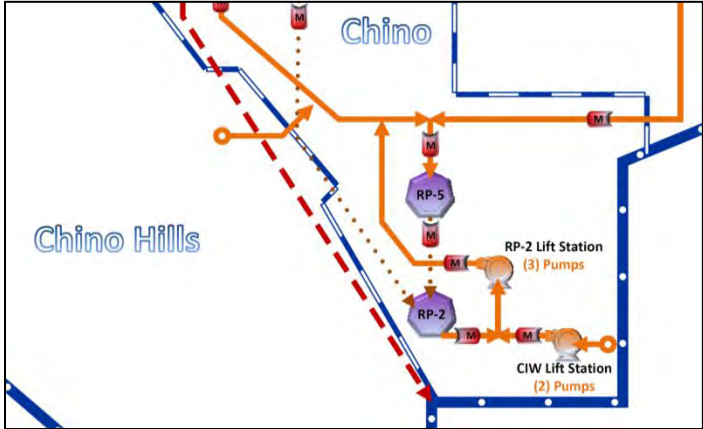 M
M
Chino
M
M
RP-5
M
Chino Hills
RP-2 Lift Station
(3) Pumps
M
RP-2
M
M
CIW Lift Station
(2) Pumps